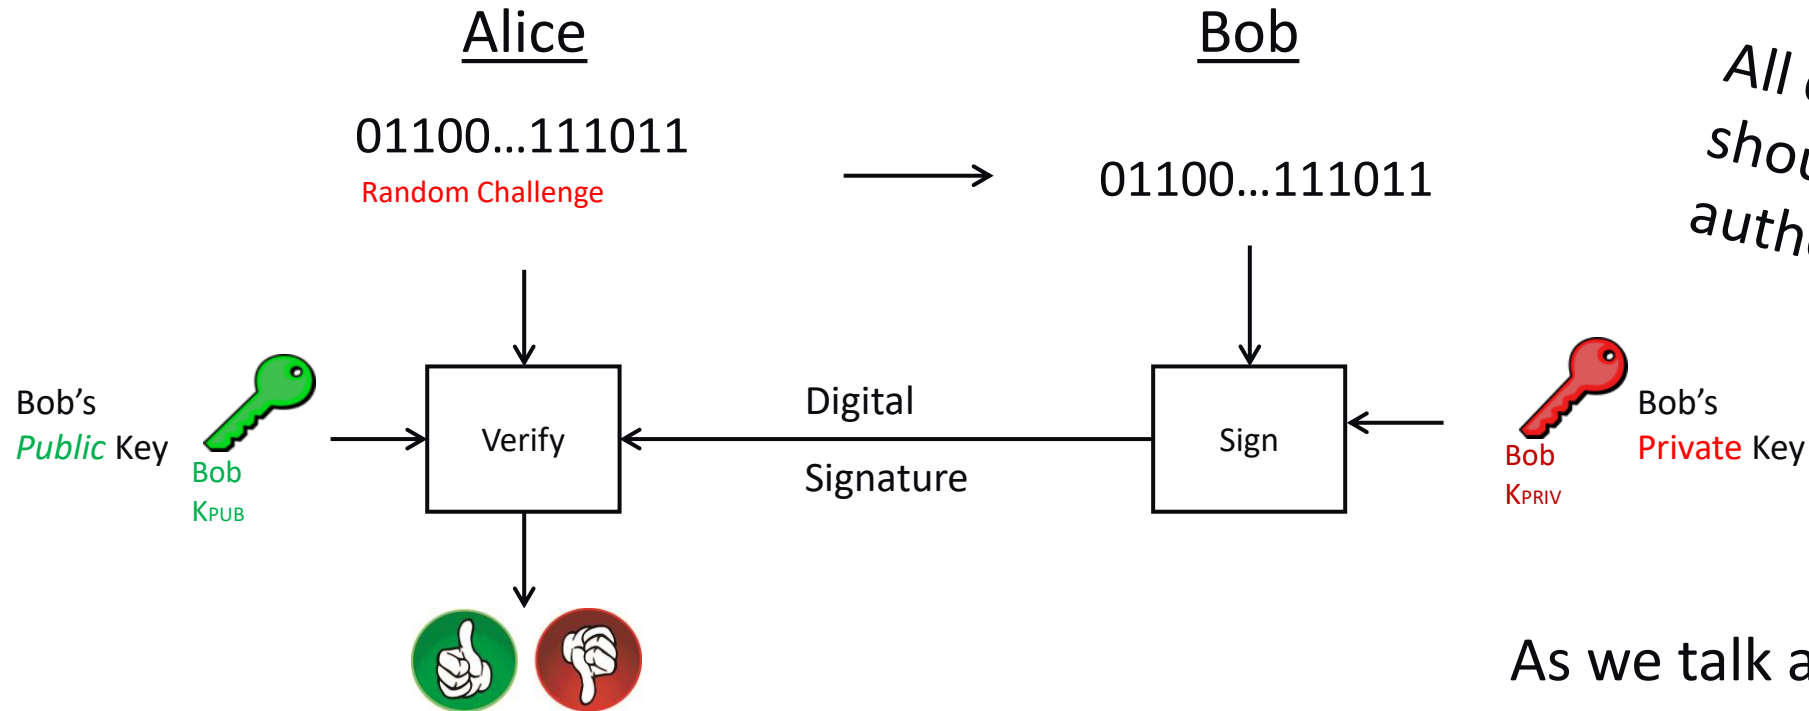 Alice
Bob
01100...111011
Random Challenge
01100...111011
All
shou
auth
Bob's
Public Key
Bob
KPUB
Verify
Digital
Signature
Sign
Bob
KPRIV
Bob's
Private Key
As we talk a